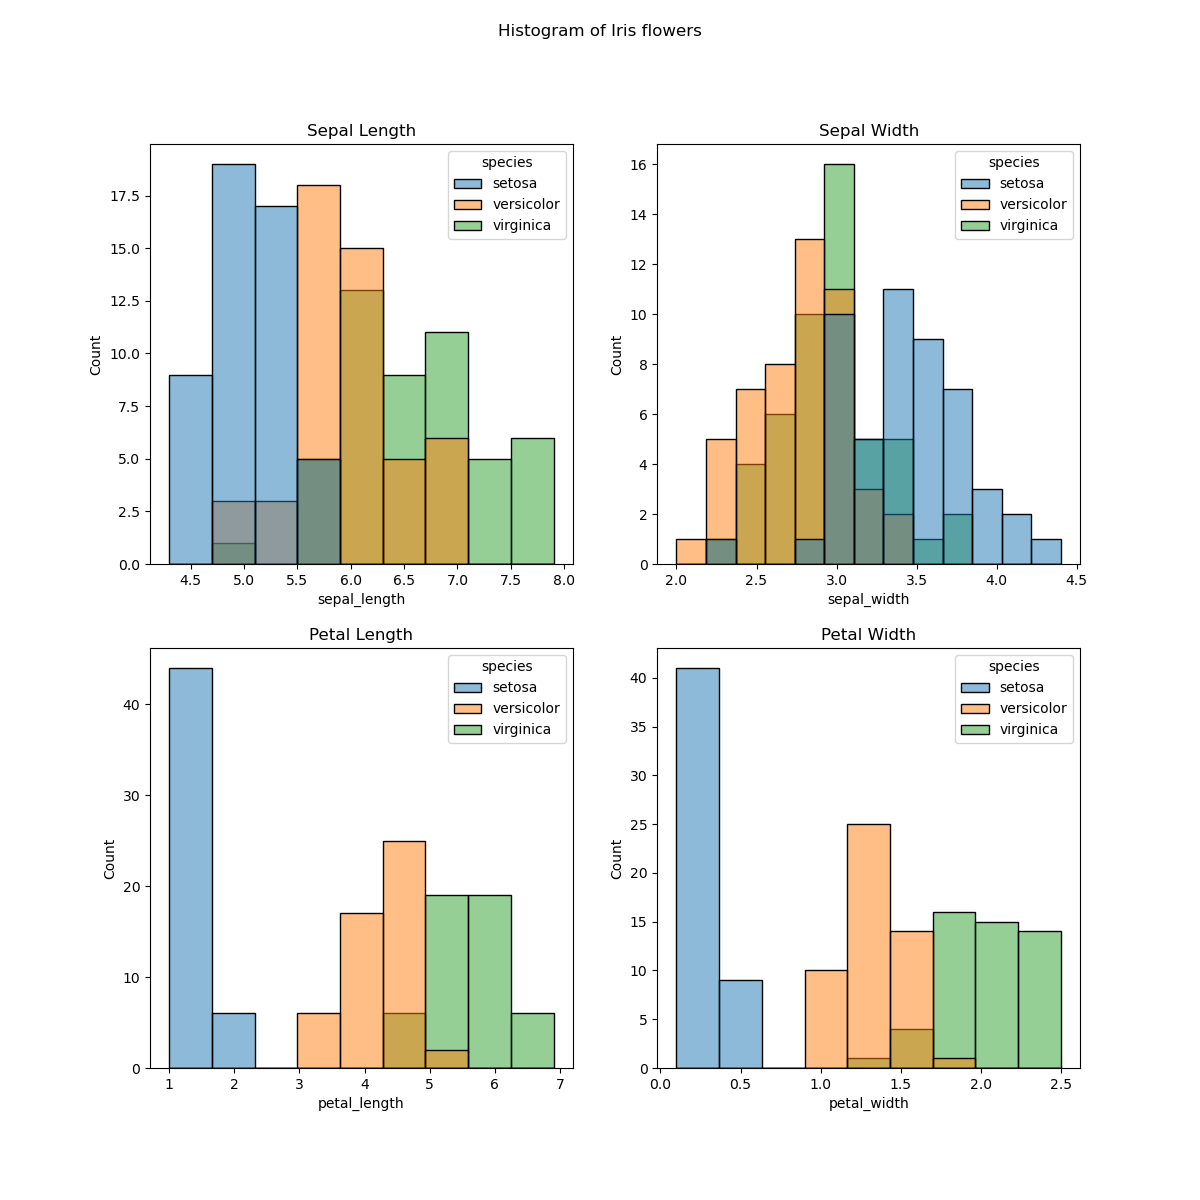 Histogram of Iris flowers
Sepal Length
species
setosa
versicolor
virginica
Count
17.5
15.0
12.5
10.0
7.5
5.0
2.5
0.0
4.5 5.0 5.5 6.0 6.5 7.0 7.5 8.0
sepal_length
Sepal Width
species
setosa
versicolor
virginica
Count
16
14
12
10
8
6
4
2
0
2.0 2.5 3.0 3.5 4.0 4.5
sepal_width
Petal Length
species
setosa
versicolor
virginica
Count
40
30
20
10
0
1 2 3 4 5 6 7
petal_length
Petal Width
species
setosa
versicolor
virginica
Count
40
35
30
25
20
15
10
5
0
0.0 0.5 1.0 1.5 2.0 2.5
petal_width